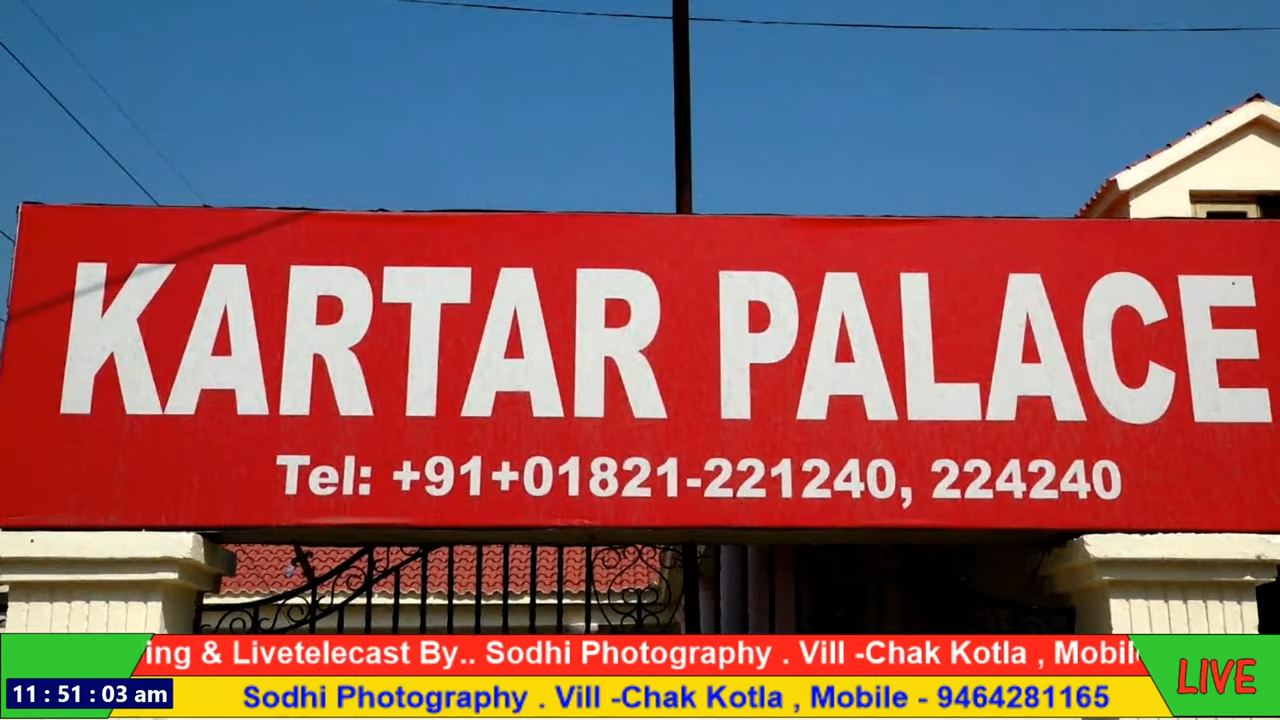 KARTAR PALACE
Tel: +91+01821-221240, 224240
ing & Livetelecast By.. Sodhi Photography . Vill -Chak Kotla , Mobil
LIVE
11 : 51 : 03 am
Sodhi Photography . Vill -Chak Kotla , Mobile - 9464281165